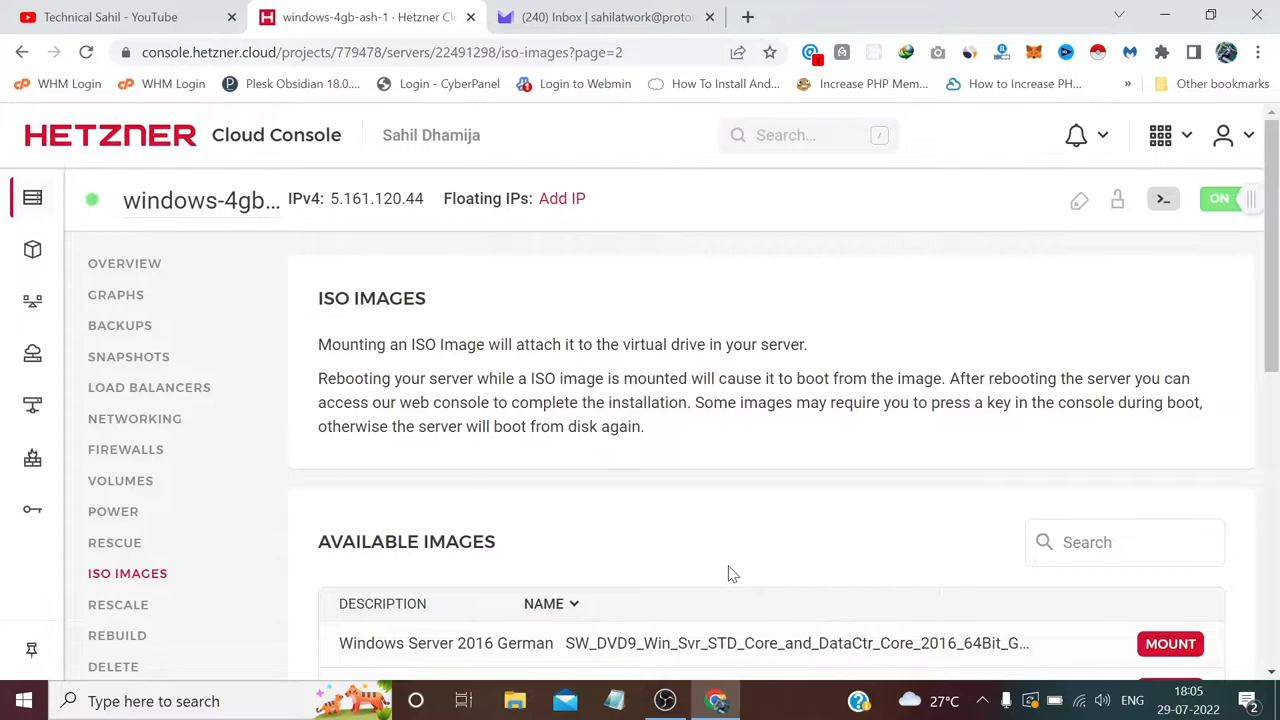 Technical Sahil - YouTube
windows-4gb-ash-1 · Hetzner Cl
(240) Inbox | sahilatwork@proto
console.hetzner.cloud/projects/779478/servers/22491298/iso-images?page=2
WHM Login
WHM Login
Plesk Obsidian 18.0....
Login - CyberPanel
Login to Webmin
How To Install And...
Increase PHP Mem...
How to Increase PH...
»
Other bookmarks
HETZNER Cloud Console
Sahil Dhamija
Search... /
windows-4gb... IPv4: 5.161.120.44 Floating IPs: Add IP
ON
OVERVIEW
GRAPHS
BACKUPS
SNAPSHOTS
LOAD BALANCERS
NETWORKING
FIREWALLS
VOLUMES
POWER
RESCUE
ISO IMAGES
RESCALE
REBUILD
DELETE
ISO IMAGES
Mounting an ISO Image will attach it to the virtual drive in your server.
Rebooting your server while a ISO image is mounted will cause it to boot from the image. After rebooting the server you can
access our web console to complete the installation. Some images may require you to press a key in the console during boot,
otherwise the server will boot from disk again.
AVAILABLE IMAGES
Search
DESCRIPTION NAME
Windows Server 2016 German SW_DVD9_Win_Svr_STD_Core_and_DataCtr_Core_2016_64Bit_G... MOUNT
Type here to search
27°C
ENG
18:05
29-07-2022
2